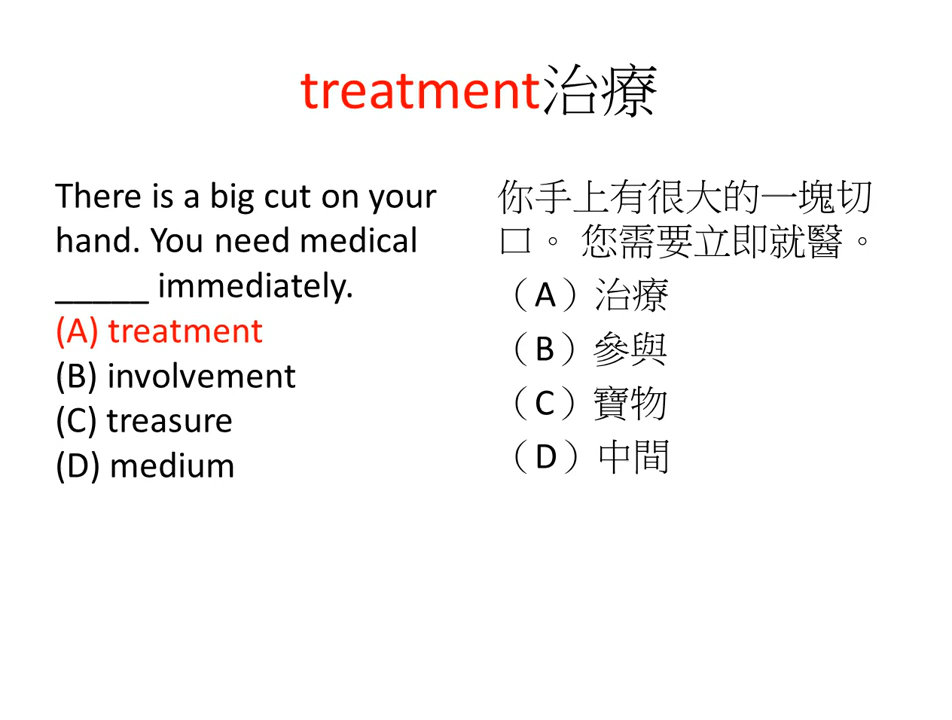 treatment治療
There is a big cut on your
hand. You need medical
_____ immediately.
(A) treatment
(B) involvement
(C) treasure
(D) medium
你手上有很大的一塊切
口。 您需要立即就醫。
（A）治療
（B）參與
（C）寶物
（D）中間